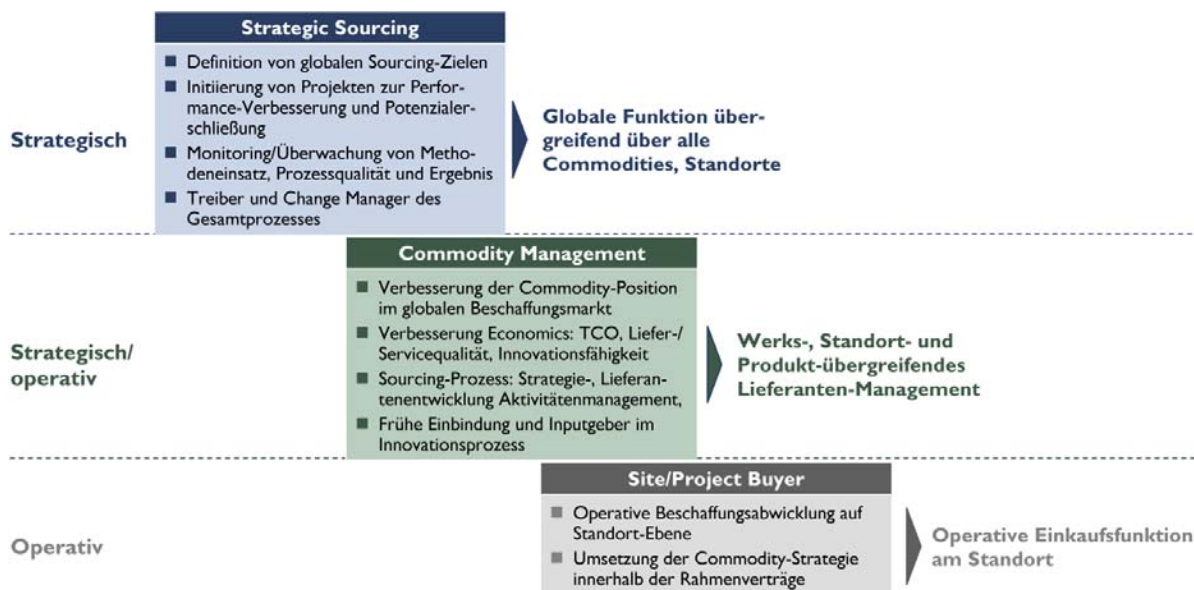 Strategic Sourcing
Strategisch
■ Definition von globalen Sourcing-Zielen
■ Initiierung von Projekten zur Perfor-
mance-Verbesserung und Potenzialer-
schließung
■ Monitoring/Überwachung von Metho-
deneinsatz, Prozessqualität und Ergebnis
■ Treiber und Change Manager des
Gesamtprozesses
Globale Funktion über-
greifend über alle
Commodities, Standorte
Commodity Management
Strategisch/
operativ
■ Verbesserung der Commodity-Position
im globalen Beschaffungsmarkt
■ Verbesserung Economics: TCO, Liefer-/
Servicequalität, Innovationsfähigkeit
■ Sourcing-Prozess: Strategie-, Lieferan-
tenentwicklung Aktivitätenmanagement,
■ Frühe Einbindung und Inputgeber im
Innovationsprozess
Werks-, Standort- und
Produkt-übergreifendes
Lieferanten-Management
Site/Project Buyer
Operativ
■ Operative Beschaffungsabwicklung auf
Standort-Ebene
■ Umsetzung der Commodity-Strategie
innerhalb der Rahmenverträge
Operative Einkaufsfunktion
am Standort